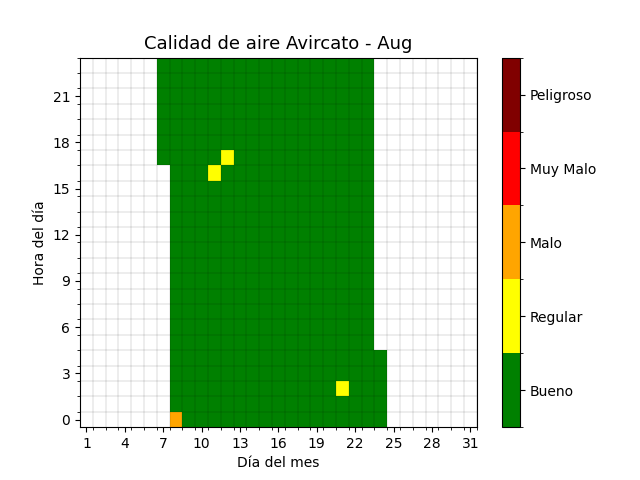 Calidad de aire Avircato - Aug
Hora del día
21
18
15
12
9
6
3
0
1 4 7 10 13 16 19 22 25 28 31
Día del mes
Peligroso
Muy Malo
Malo
Regular
Bueno